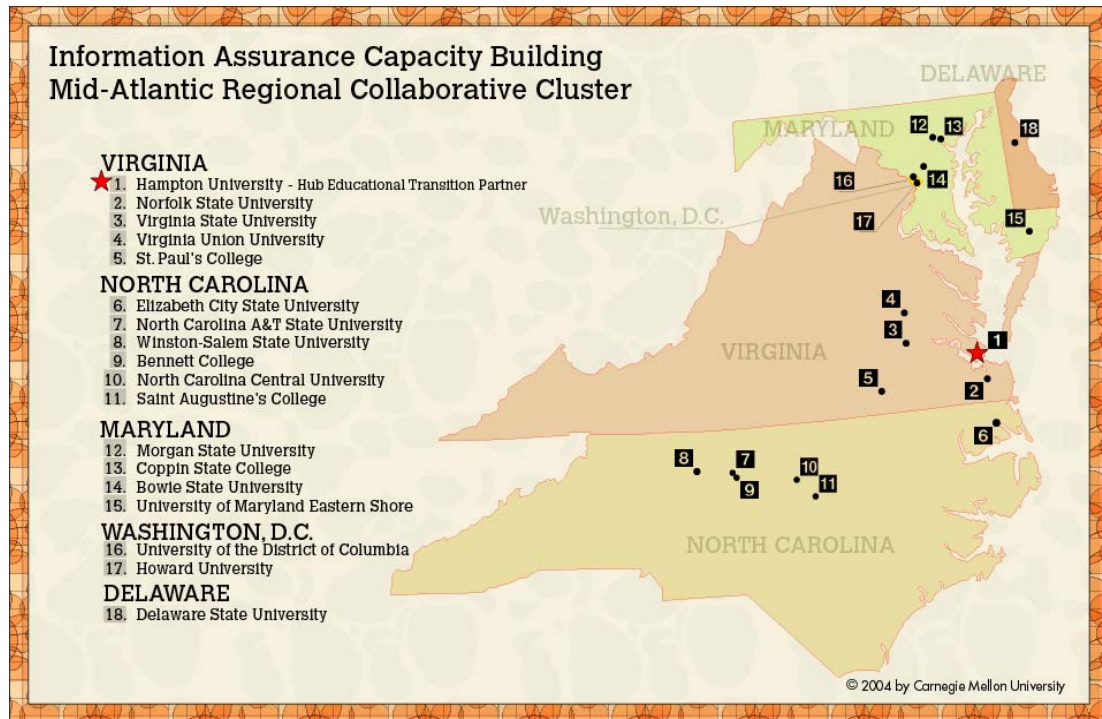 Information Assurance Capacity Building
Mid-Atlantic Regional Collaborative Cluster
VIRGINIA
1. Hampton University - Hub Educational Transition Partner
2. Norfolk State University
3. Virginia State University
4. Virginia Union University
5. St. Paul's College
NORTH CAROLINA
6. Elizabeth City State University
7. North Carolina A&T State University
8. Winston-Salem State University
9. Bennett College
10. North Carolina Central University
11. Saint Augustine's College
MARYLAND
12. Morgan State University
13. Coppin State College
14. Bowie State University
15. University of Maryland Eastern Shore
WASHINGTON, D.C.
16. University of the District of Columbia
17. Howard University
DELAWARE
18. Delaware State University
DELAWARE
MARYLAND
12
13
18
16
14
Washington, D.C.
17
15
4
3
1
VIRGINIA
5
2
6
8
7
10
9
11
NORTH CAROLINA
© 2004 by Carnegie Mellon University